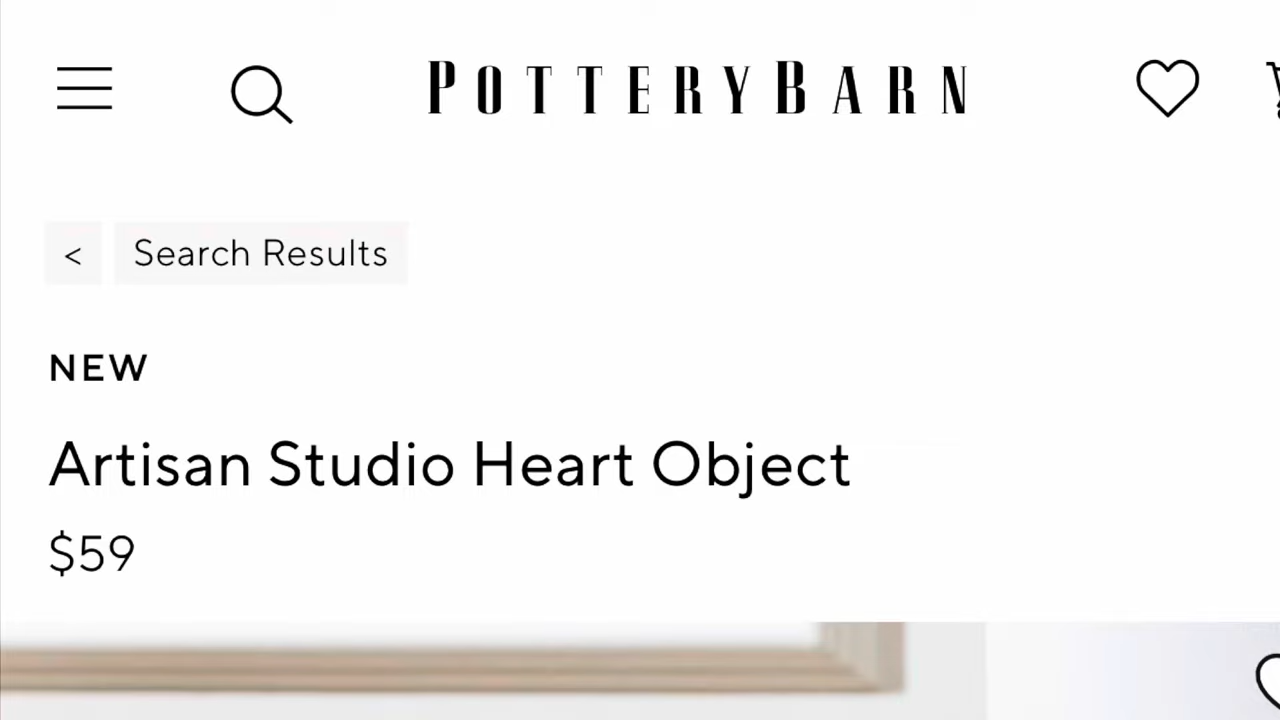 POTTERYBARN
< Search Results
NEW
Artisan Studio Heart Object
$59